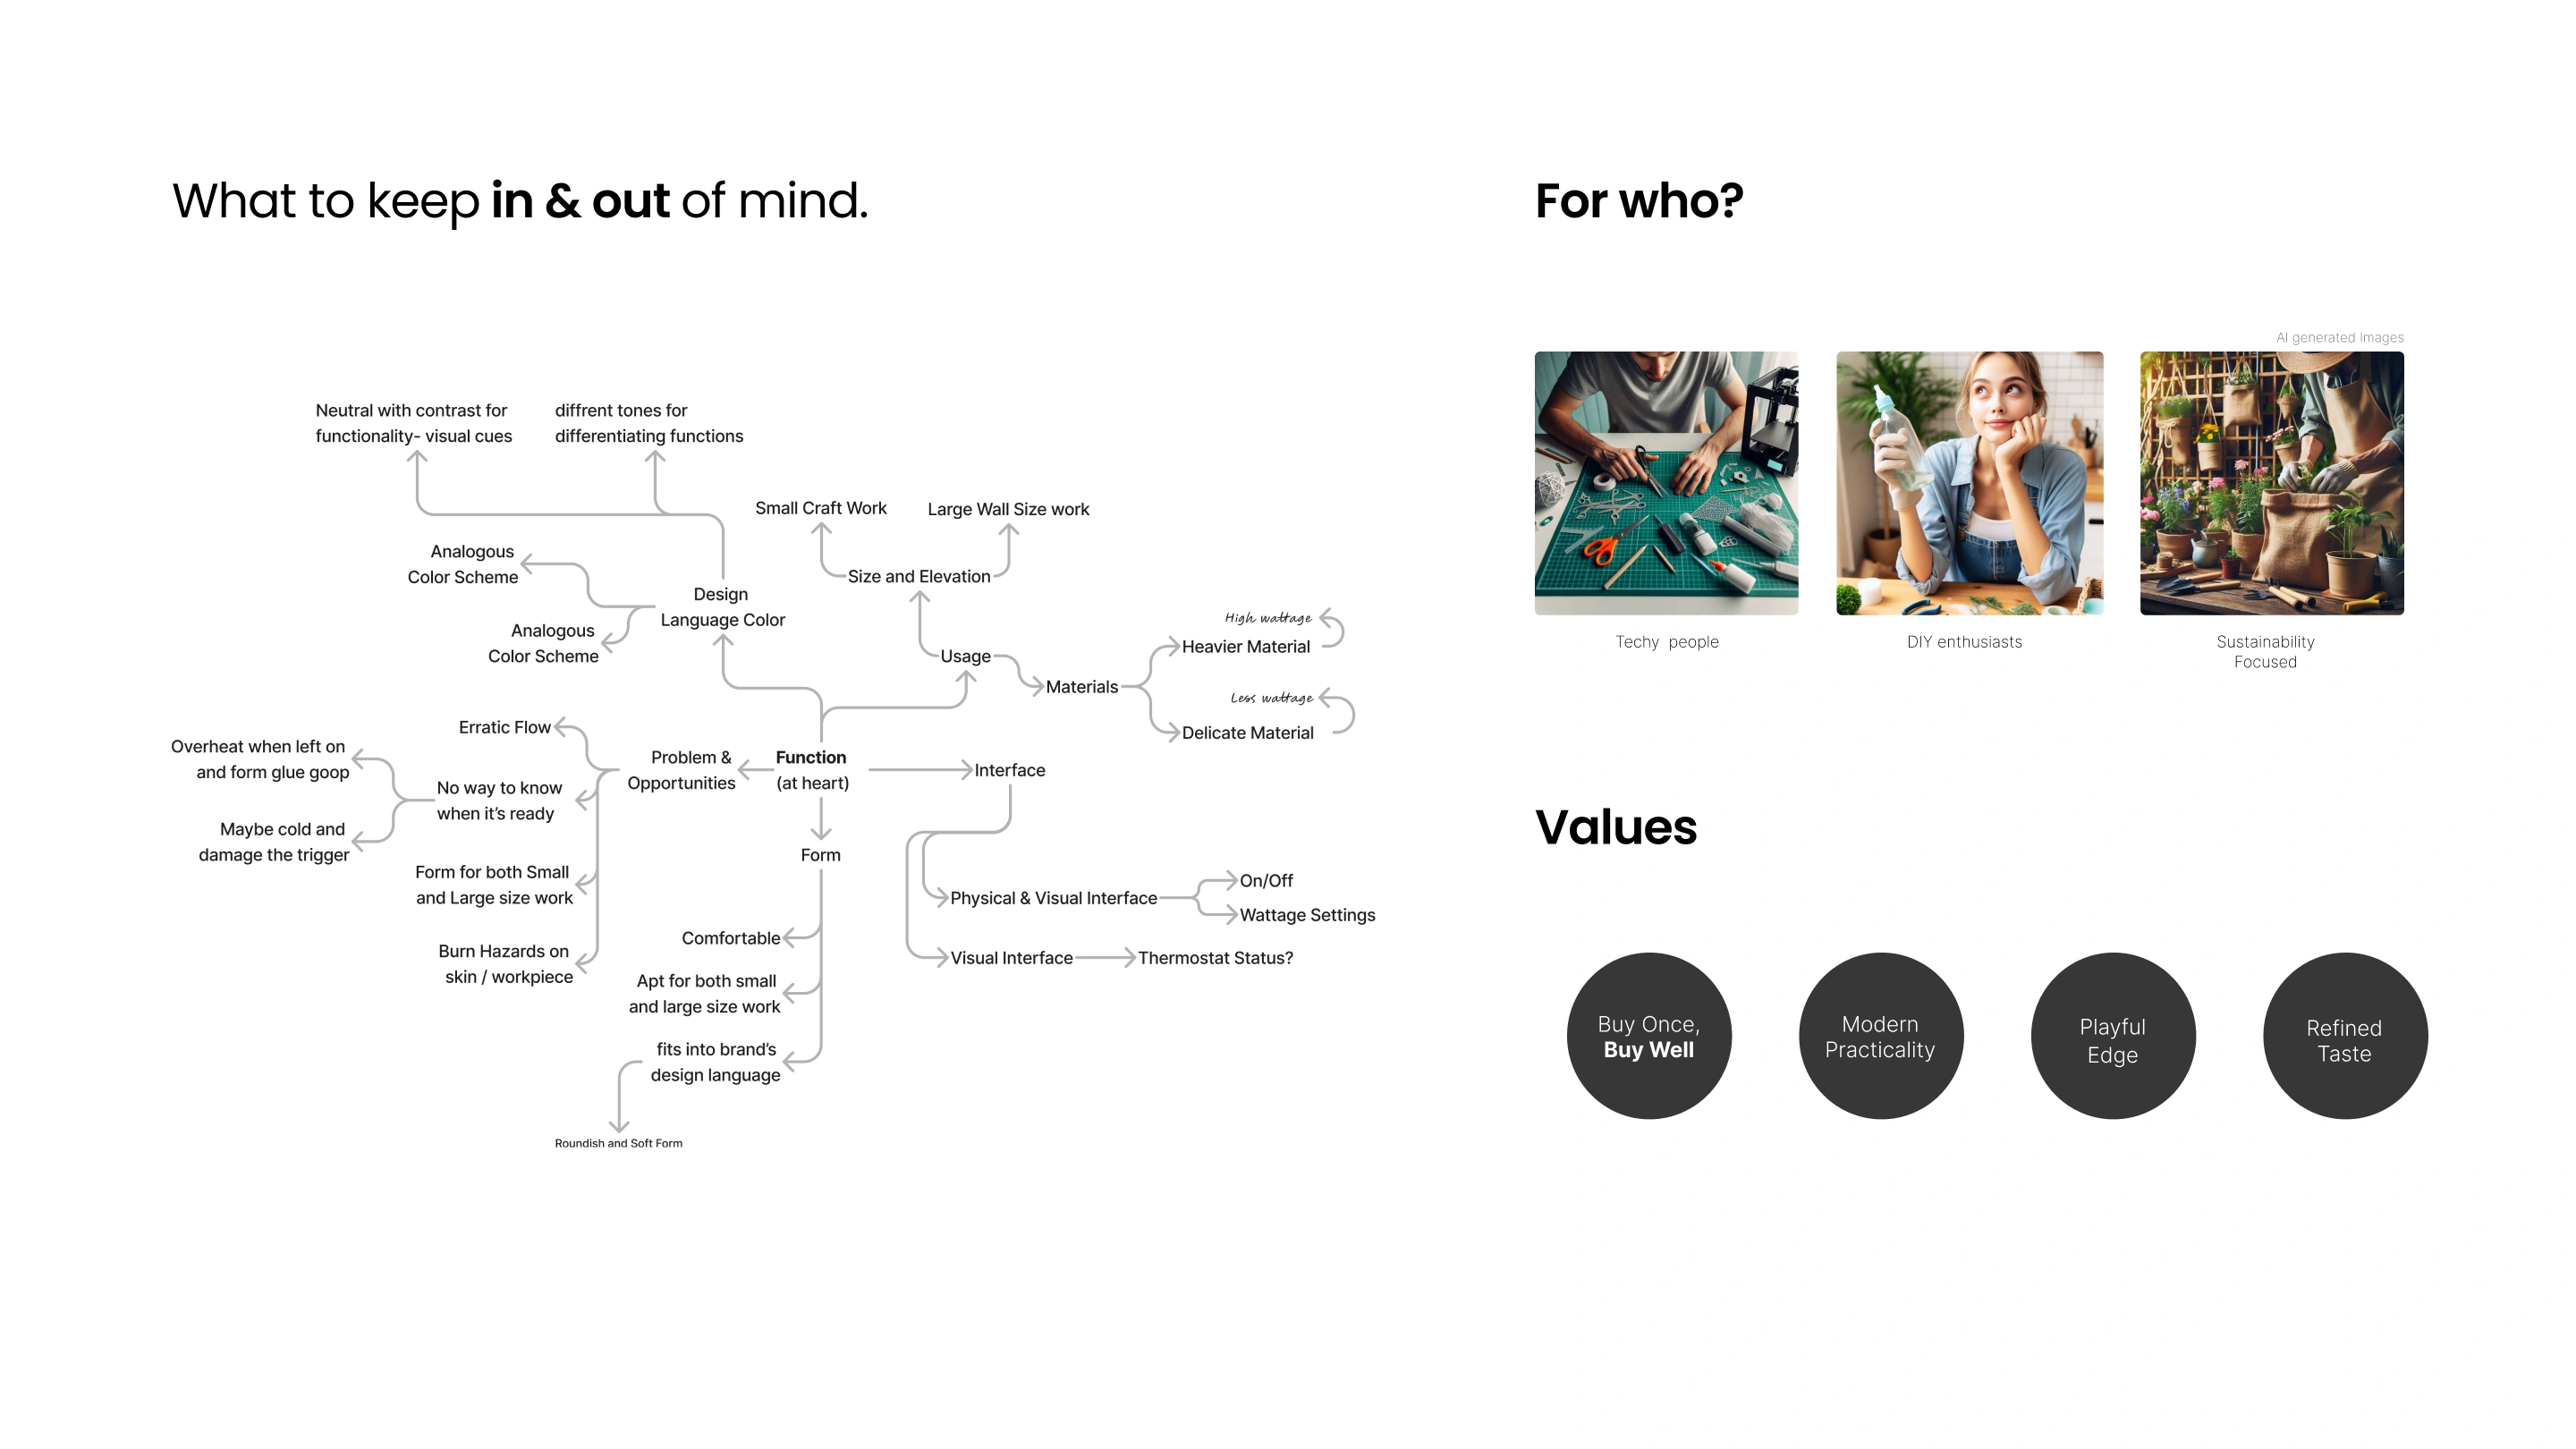 What to keep in & out of mind.
Neutral with contrast for
functionality- visual cues
diffrent tones for
differentiating functions
Small Craft Work
Large Wall Size work
Analogous
Color Scheme
Size and Elevation
Design
Language Color
Analogous
Color Scheme
High wattage
Heavier Material
Usage
Materials
Less wattage
Delicate Material
Erratic Flow
Overheat when left on
and form glue goop
Problem &
Opportunities
Function
(at heart)
Interface
No way to know
when it's ready
Maybe cold and
damage the trigger
Form
Form for both Small
and Large size work
Physical & Visual Interface
On/Off
Wattage Settings
Comfortable
Burn Hazards on
skin / workpiece
Visual Interface
Thermostat Status?
Apt for both small
and large size work
fits into brand's
design language
Roundish and Soft Form
For who?
AI generated Images
Techy  people
DIY enthusiasts
Sustainability
Focused
Values
Buy Once,
Buy Well
Modern
Practicality
Playful
Edge
Refined
Taste